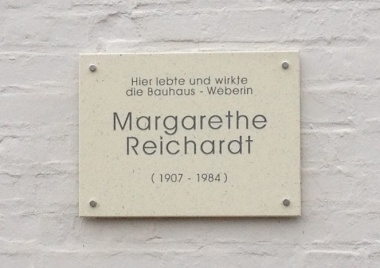 Hier lebte und wirkte
die Bauhaus - Weberin
Margarethe
Reichardt
( 1907 - 1984 )